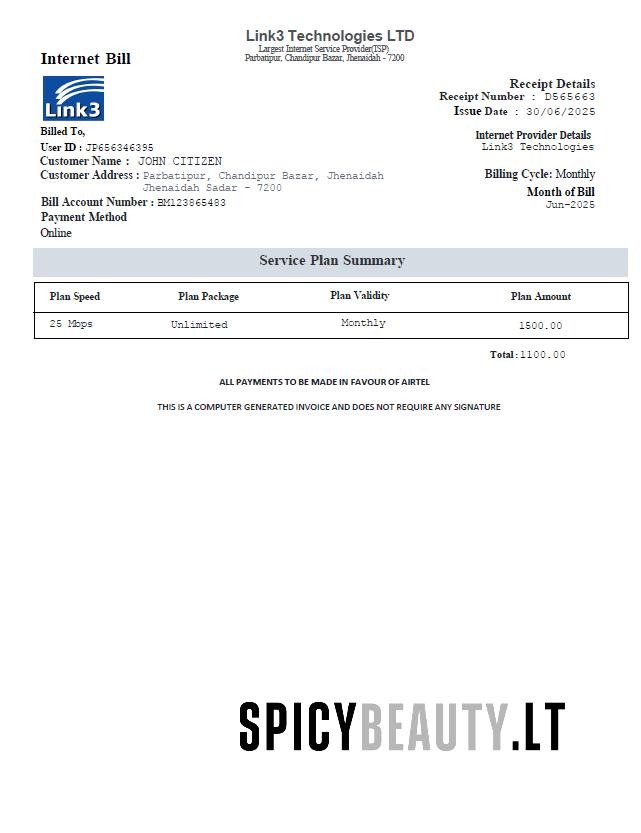 Link3 Technologies LTD
Largest Internet Service Provider(ISP)
Parbatipur, Chandipur Bazar, Jhenaidah - 7200
Internet Bill
Link3
Receipt Details
Receipt Number : D565663
Issue Date : 30/06/2025
Billed To,
User ID : JP656346395
Customer Name : JOHN CITIZEN
Customer Address : Parbatipur, Chandipur Bazar, Jhenaidah
Jhenaidah Sadar - 7200
Bill Account Number : BM123865483
Payment Method
Online
Internet Provider Details
Link3 Technologies
Billing Cycle: Monthly
Month of Bill
Jun-2025
Service Plan Summary
Plan Speed Plan Package Plan Validity Plan Amount
25 Mbps Unlimited Monthly 1500.00
Total :1100.00
ALL PAYMENTS TO BE MADE IN FAVOUR OF AIRTEL
THIS IS A COMPUTER GENERATED INVOICE AND DOES NOT REQUIRE ANY SIGNATURE
SPICYBEAUTY.LT